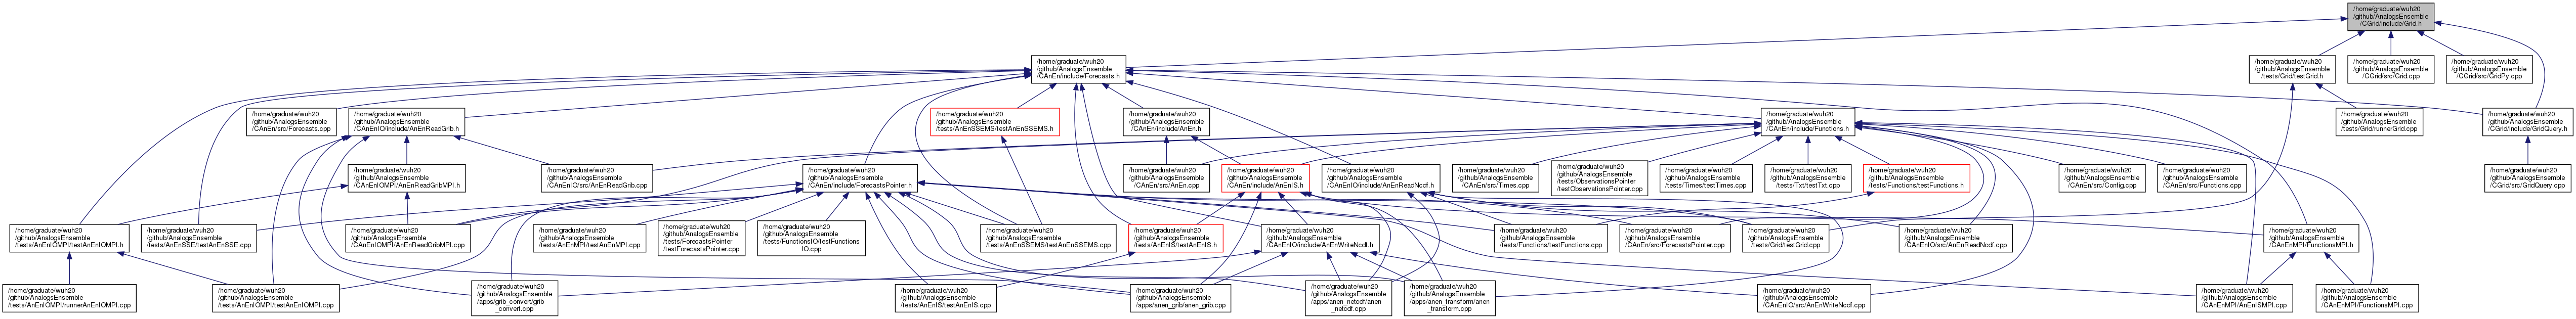 /home/graduate/wuh20
/github/AnalogsEnsemble
/CGrid/include/Grid.h
/home/graduate/wuh20
/github/AnalogsEnsemble
/CAnEn/include/Forecasts.h
/home/graduate/wuh20
/github/AnalogsEnsemble
/tests/Grid/testGrid.h
/home/graduate/wuh20
/github/AnalogsEnsemble
/CGrid/src/Grid.cpp
/home/graduate/wuh20
/github/AnalogsEnsemble
/CGrid/src/GridPy.cpp
/home/graduate/wuh20
/github/AnalogsEnsemble
/CAnEn/src/Forecasts.cpp
/home/graduate/wuh20
/github/AnalogsEnsemble
/CAnEnIO/include/AnEnReadGrib.h
/home/graduate/wuh20
/github/AnalogsEnsemble
/tests/AnEnSSEMS/testAnEnSSEMS.h
/home/graduate/wuh20
/github/AnalogsEnsemble
/CAnEn/include/AnEn.h
/home/graduate/wuh20
/github/AnalogsEnsemble
/CAnEn/include/Functions.h
/home/graduate/wuh20
/github/AnalogsEnsemble
/tests/Grid/runnerGrid.cpp
/home/graduate/wuh20
/github/AnalogsEnsemble
/CGrid/include/GridQuery.h
/home/graduate/wuh20
/github/AnalogsEnsemble
/CAnEnIOMPI/AnEnReadGribMPI.h
/home/graduate/wuh20
/github/AnalogsEnsemble
/CAnEnIO/src/AnEnReadGrib.cpp
/home/graduate/wuh20
/github/AnalogsEnsemble
/CAnEn/include/ForecastsPointer.h
/home/graduate/wuh20
/github/AnalogsEnsemble
/CAnEn/src/AnEn.cpp
/home/graduate/wuh20
/github/AnalogsEnsemble
/CAnEn/include/AnEnIS.h
/home/graduate/wuh20
/github/AnalogsEnsemble
/CAnEnIO/include/AnEnReadNcdf.h
/home/graduate/wuh20
/github/AnalogsEnsemble
/CAnEn/src/Times.cpp
/home/graduate/wuh20
/github/AnalogsEnsemble
/tests/ObservationsPointer
/testObservationsPointer.cpp
/home/graduate/wuh20
/github/AnalogsEnsemble
/tests/Times/testTimes.cpp
/home/graduate/wuh20
/github/AnalogsEnsemble
/tests/Txt/testTxt.cpp
/home/graduate/wuh20
/github/AnalogsEnsemble
/tests/Functions/testFunctions.h
/home/graduate/wuh20
/github/AnalogsEnsemble
/CAnEn/src/Config.cpp
/home/graduate/wuh20
/github/AnalogsEnsemble
/CAnEn/src/Functions.cpp
/home/graduate/wuh20
/github/AnalogsEnsemble
/CGrid/src/GridQuery.cpp
/home/graduate/wuh20
/github/AnalogsEnsemble
/tests/AnEnIOMPI/testAnEnIOMPI.h
/home/graduate/wuh20
/github/AnalogsEnsemble
/tests/AnEnSSE/testAnEnSSE.cpp
/home/graduate/wuh20
/github/AnalogsEnsemble
/CAnEnIOMPI/AnEnReadGribMPI.cpp
/home/graduate/wuh20
/github/AnalogsEnsemble
/tests/AnEnMPI/testAnEnMPI.cpp
/home/graduate/wuh20
/github/AnalogsEnsemble
/tests/ForecastsPointer
/testForecastsPointer.cpp
/home/graduate/wuh20
/github/AnalogsEnsemble
/tests/FunctionsIO/testFunctions
IO.cpp
/home/graduate/wuh20
/github/AnalogsEnsemble
/tests/AnEnSSEMS/testAnEnSSEMS.cpp
/home/graduate/wuh20
/github/AnalogsEnsemble
/tests/AnEnIS/testAnEnIS.h
/home/graduate/wuh20
/github/AnalogsEnsemble
/CAnEnIO/include/AnEnWriteNcdf.h
/home/graduate/wuh20
/github/AnalogsEnsemble
/tests/Functions/testFunctions.cpp
/home/graduate/wuh20
/github/AnalogsEnsemble
/CAnEn/src/ForecastsPointer.cpp
/home/graduate/wuh20
/github/AnalogsEnsemble
/tests/Grid/testGrid.cpp
/home/graduate/wuh20
/github/AnalogsEnsemble
/CAnEnIO/src/AnEnReadNcdf.cpp
/home/graduate/wuh20
/github/AnalogsEnsemble
/CAnEnMPI/FunctionsMPI.h
/home/graduate/wuh20
/github/AnalogsEnsemble
/tests/AnEnIOMPI/runnerAnEnIOMPI.cpp
/home/graduate/wuh20
/github/AnalogsEnsemble
/tests/AnEnIOMPI/testAnEnIOMPI.cpp
/home/graduate/wuh20
/github/AnalogsEnsemble
/apps/grib_convert/grib
_convert.cpp
/home/graduate/wuh20
/github/AnalogsEnsemble
/tests/AnEnIS/testAnEnIS.cpp
/home/graduate/wuh20
/github/AnalogsEnsemble
/apps/anen_grib/anen_grib.cpp
/home/graduate/wuh20
/github/AnalogsEnsemble
/apps/anen_netcdf/anen
_netcdf.cpp
/home/graduate/wuh20
/github/AnalogsEnsemble
/apps/anen_transform/anen
_transform.cpp
/home/graduate/wuh20
/github/AnalogsEnsemble
/CAnEnIO/src/AnEnWriteNcdf.cpp
/home/graduate/wuh20
/github/AnalogsEnsemble
/CAnEnMPI/AnEnISMPI.cpp
/home/graduate/wuh20
/github/AnalogsEnsemble
/CAnEnMPI/FunctionsMPI.cpp